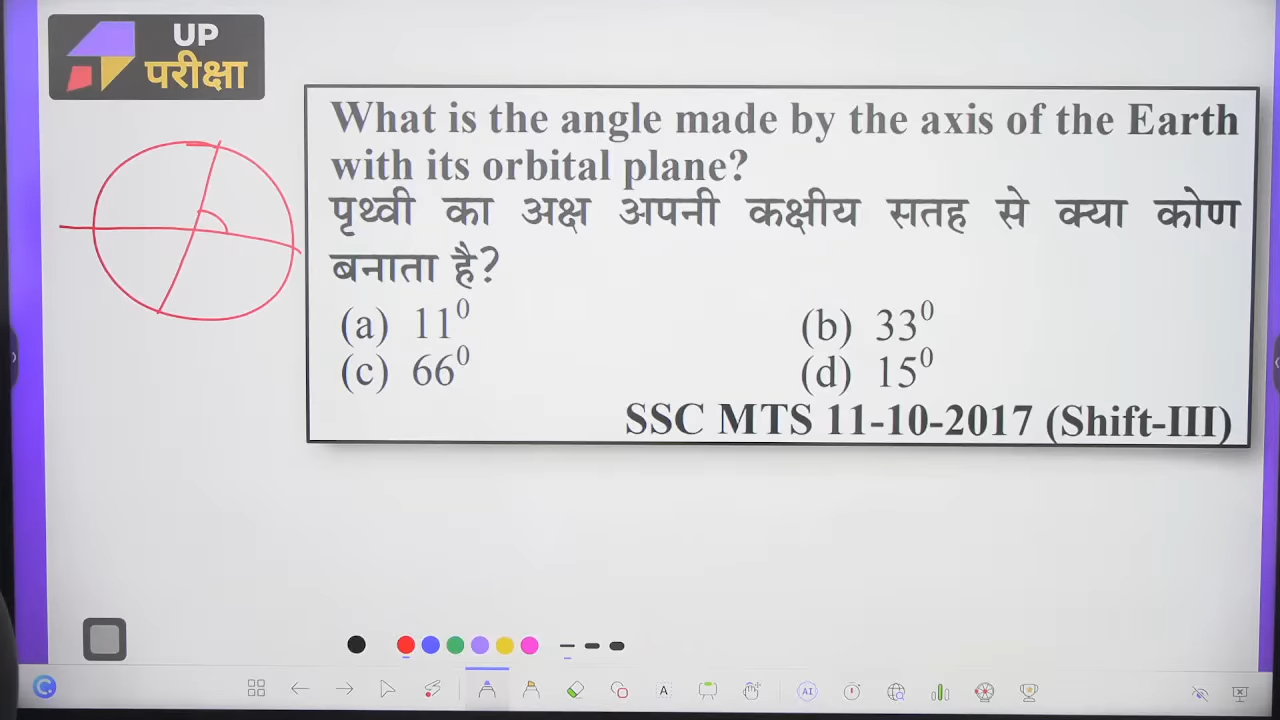 UP
परीक्षा
What is the angle made by the axis of the Earth
with its orbital plane?
पृथ्वी का अक्ष अपनी कक्षीय सतह से क्या कोण
बनाता है?
(a) 11⁰ (b) 33⁰
(c) 66⁰ (d) 15⁰
SSC MTS 11-10-2017 (Shift-III)
A
AI